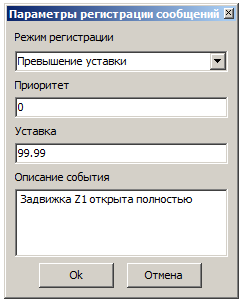 Параметры регистрации сообщений
Режим регистрации
Превышение уставки
Приоритет
0
Уставка
99.99
Описание события
Задвижка Z1 открыта полностью
Ok Отмена